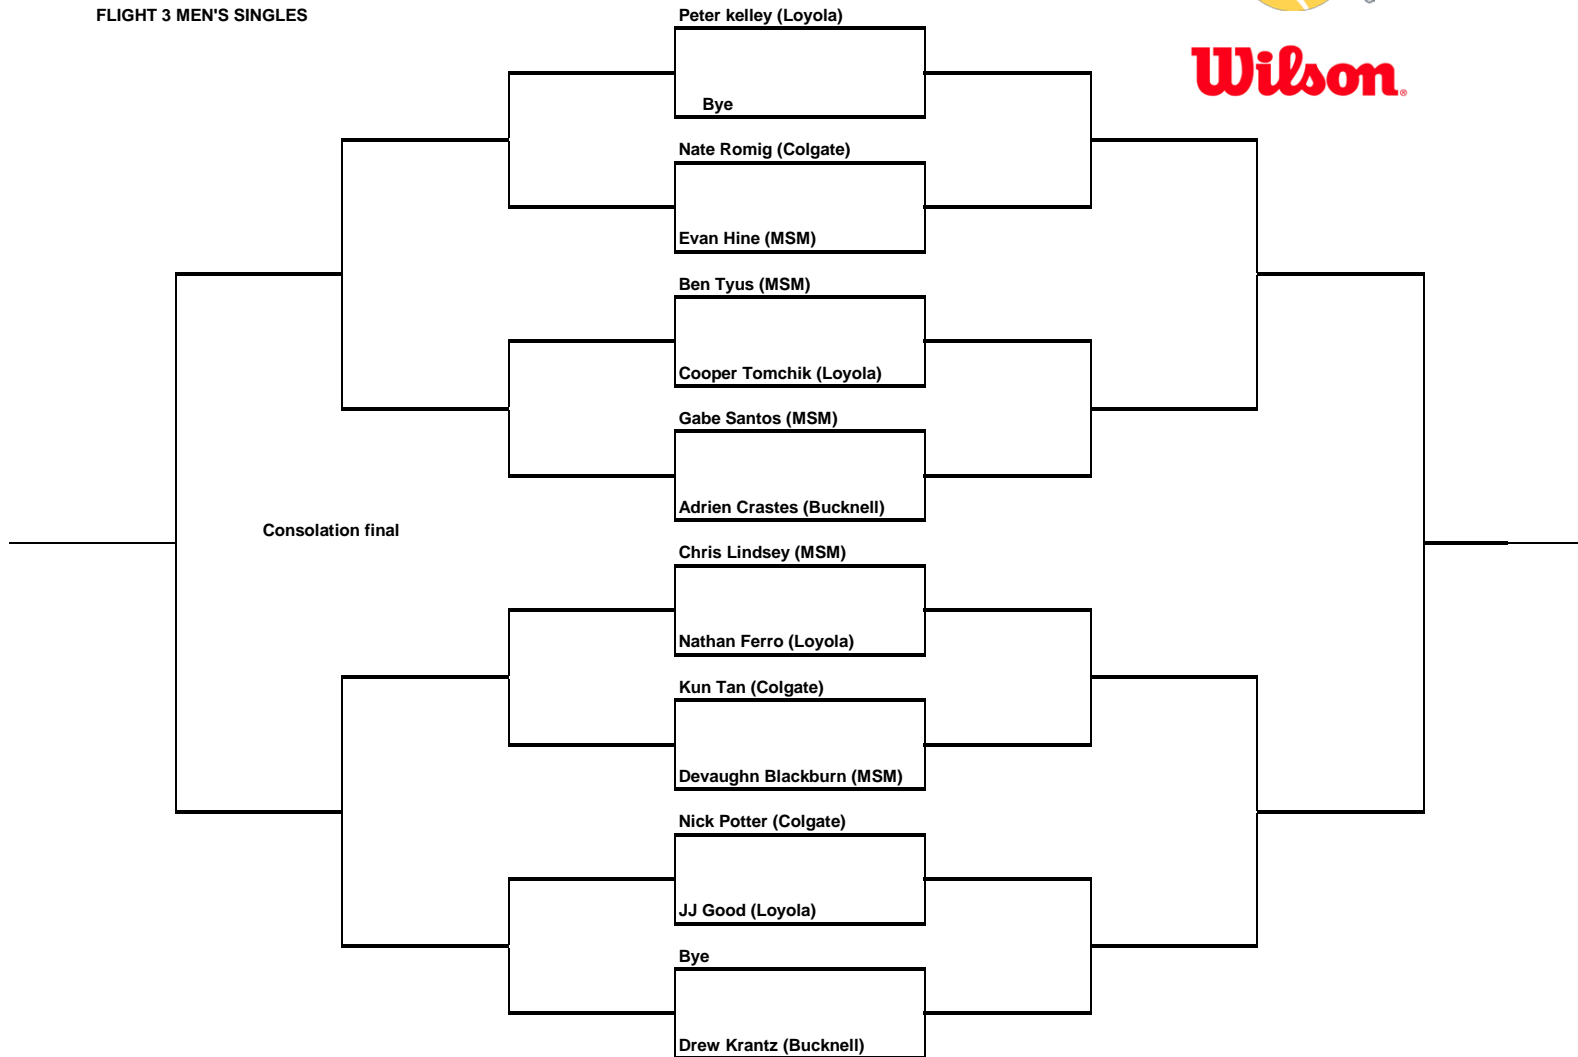 FLIGHT 3 MEN'S SINGLES
Peter kelley (Loyola)
Wilson®
Bye
Nate Romig (Colgate)
Evan Hine (MSM)
Ben Tyus (MSM)
Cooper Tomchik (Loyola)
Gabe Santos (MSM)
Adrien Crastes (Bucknell)
Consolation final
Chris Lindsey (MSM)
Nathan Ferro (Loyola)
Kun Tan (Colgate)
Devaughn Blackburn (MSM)
Nick Potter (Colgate)
JJ Good (Loyola)
Bye
Drew Krantz (Bucknell)